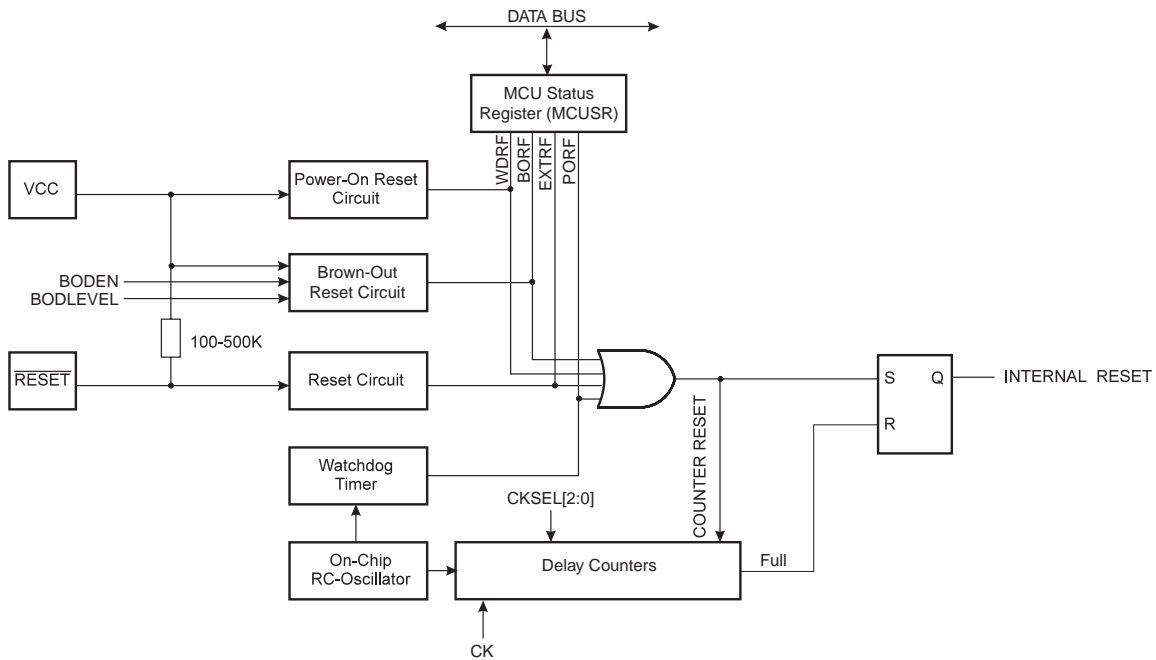 DATA BUS
MCU Status
Register (MCUSR)
WDRF
BORF
EXTRF
PORF
VCC
Power-On Reset
Circuit
BODEN
BODLEVEL
Brown-Out
Reset Circuit
100-500K
RESET
Reset Circuit
S
Q
R
INTERNAL RESET
Watchdog
Timer
CKSEL[2:0]
COUNTER RESET
On-Chip
RC-Oscillator
Delay Counters
Full
CK